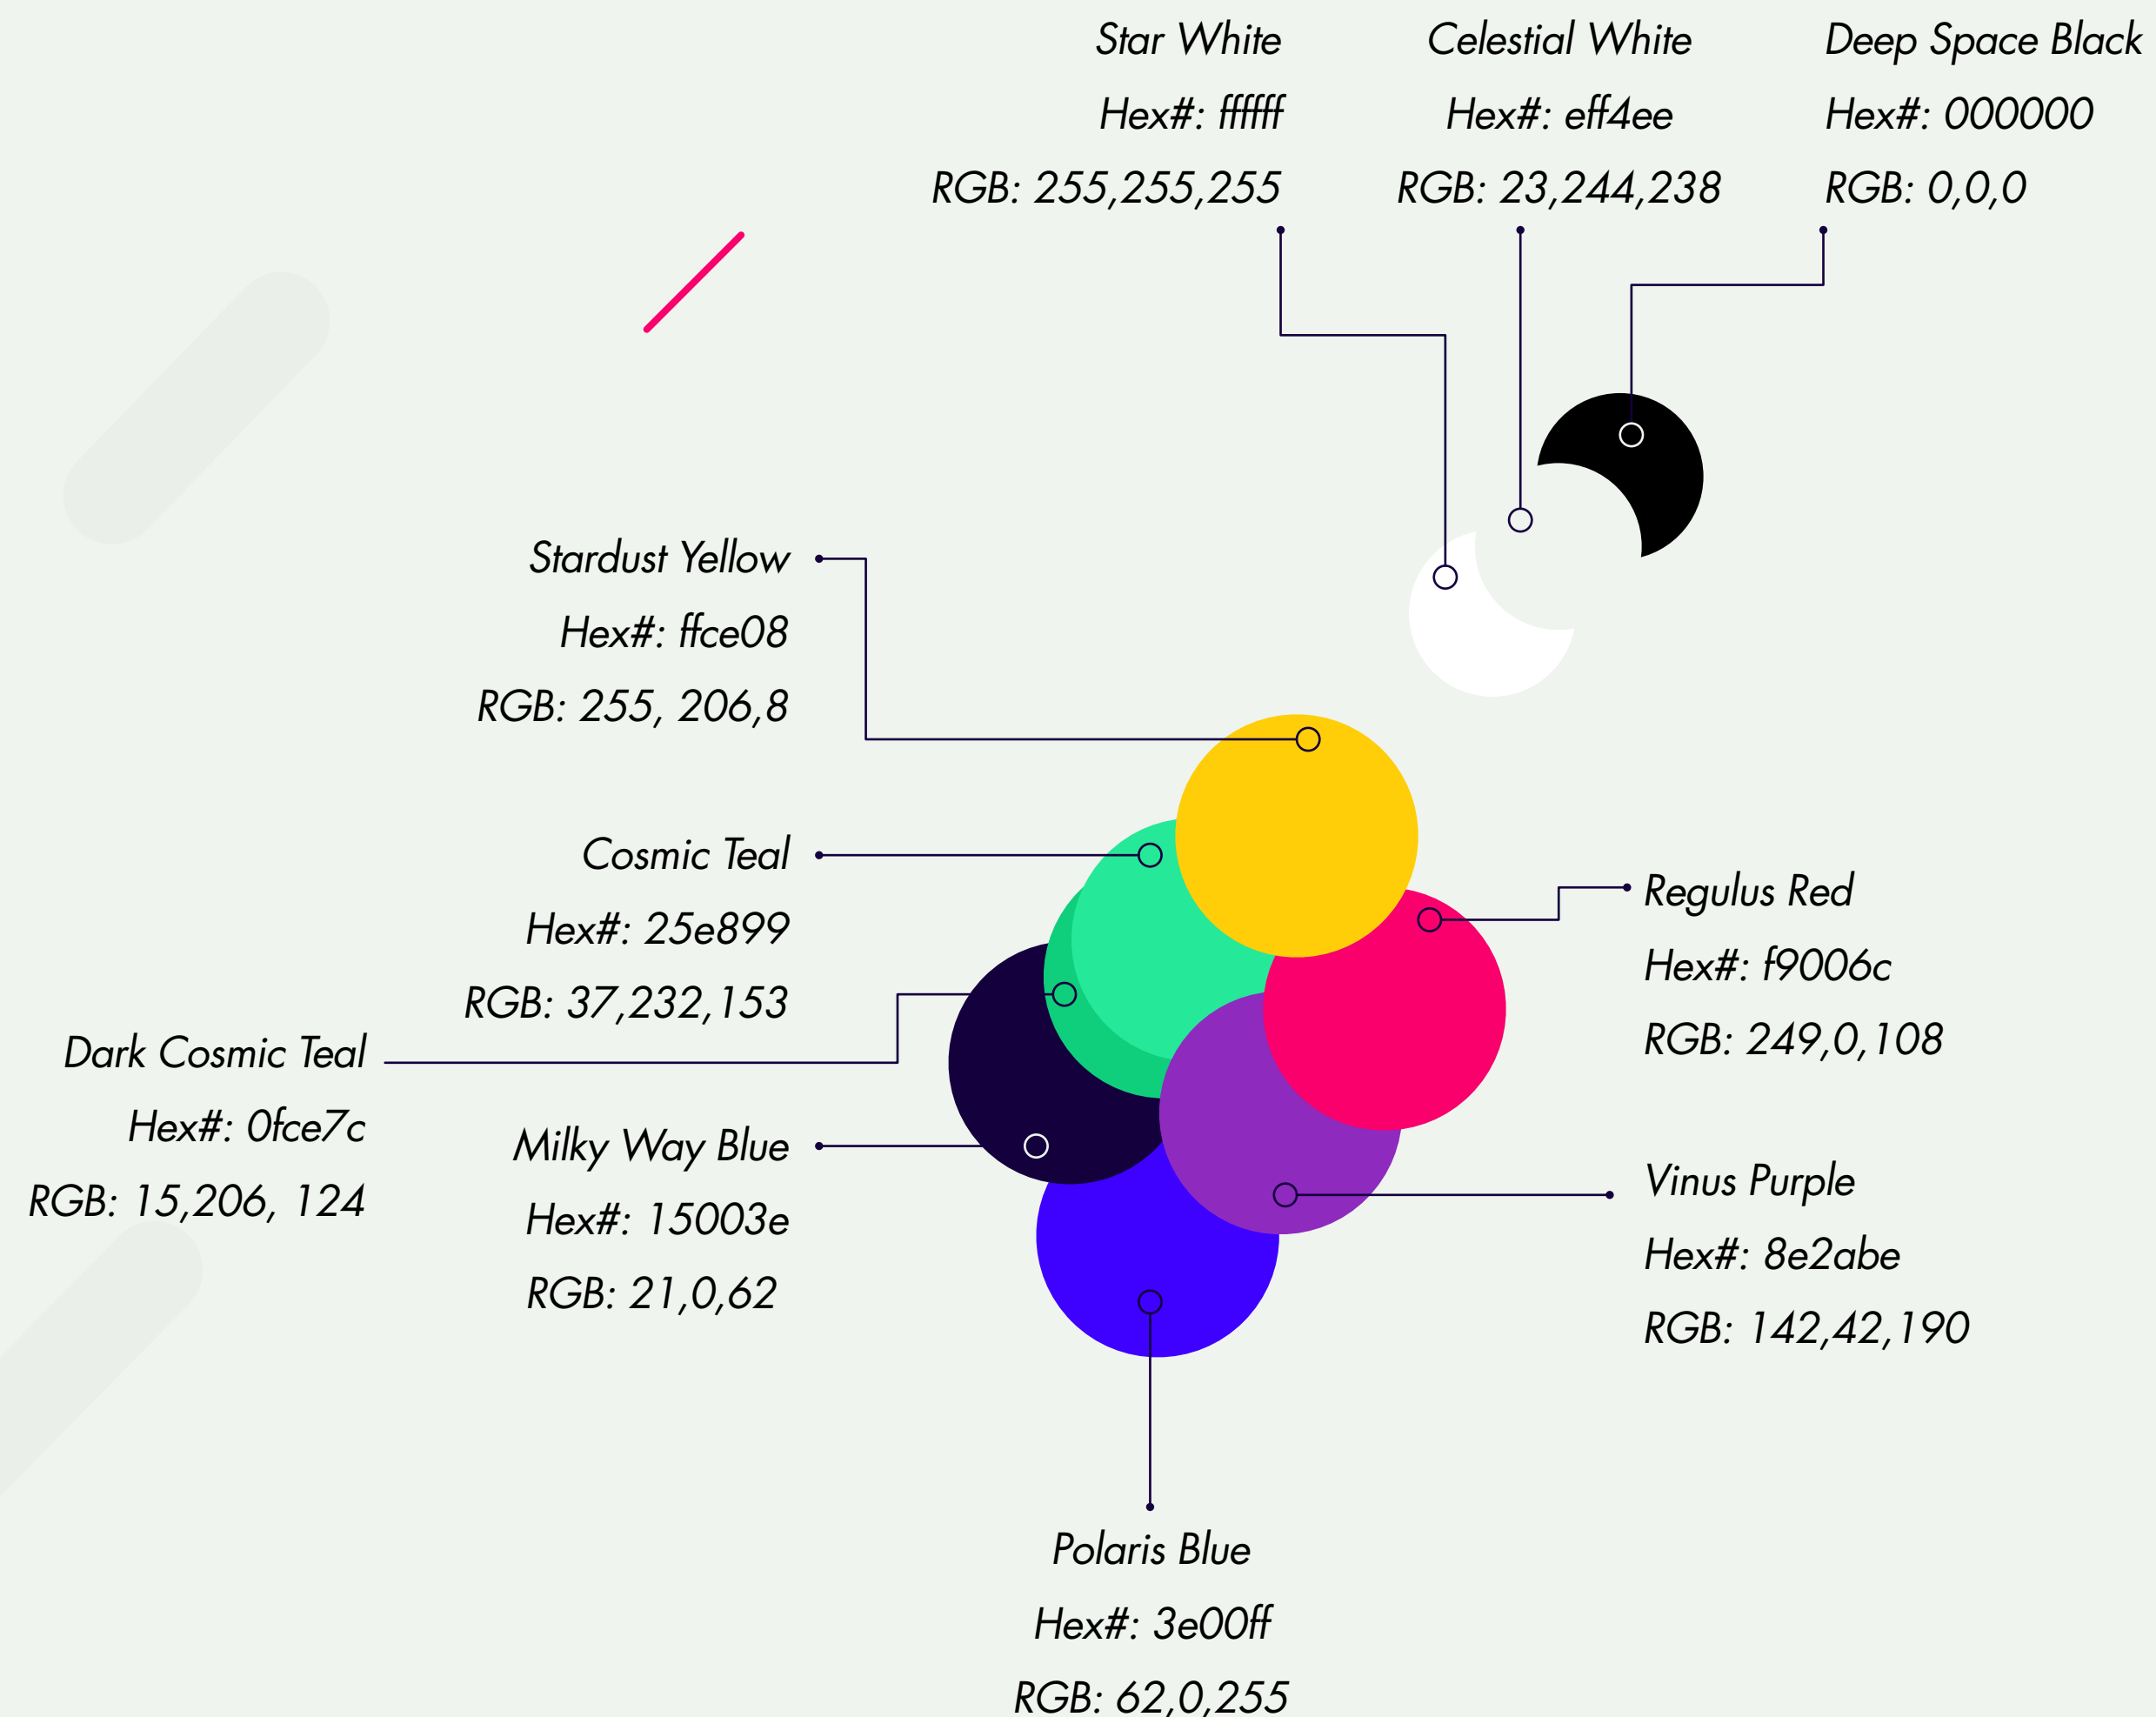 Star White
Hex#: ffffff
RGB: 255,255,255
Celestial White
Hex#: eff4ee
RGB: 23,244,238
Deep Space Black
Hex#: 000000
RGB: 0,0,0
Stardust Yellow
Hex#: ffce08
RGB: 255, 206,8
Cosmic Teal
Hex#: 25e899
RGB: 37,232,153
Regulus Red
Hex#: f9006c
RGB: 249,0,108
Dark Cosmic Teal
Hex#: 0fce7c
RGB: 15,206, 124
Milky Way Blue
Hex#: 15003e
RGB: 21,0,62
Vinus Purple
Hex#: 8e2abe
RGB: 142,42,190
Polaris Blue
Hex#: 3e00ff
RGB: 62,0,255